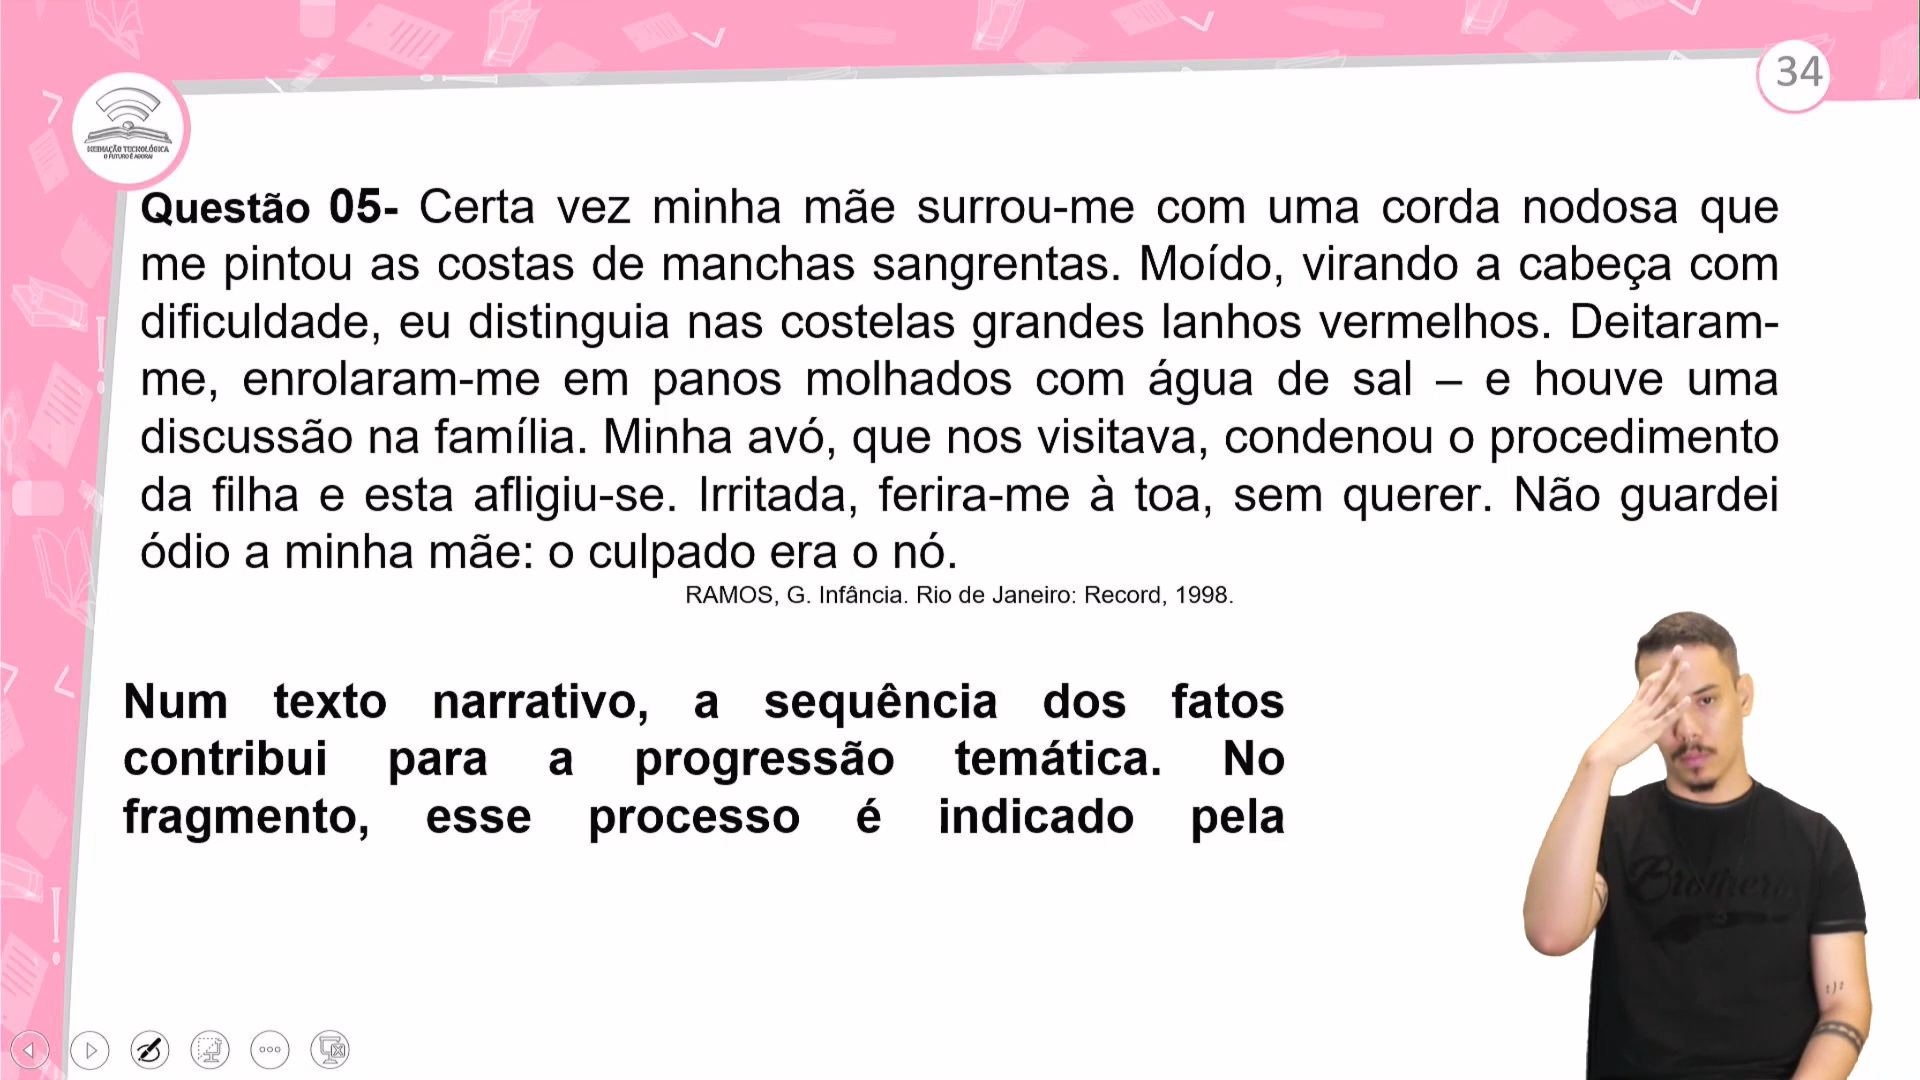 34
MEDIAÇÃO TECNOLÓGICA
O FUTURO É AGORA!
Questão 05- Certa vez minha mãe surrou-me com uma corda nodosa que
me pintou as costas de manchas sangrentas. Moído, virando a cabeça com
dificuldade, eu distinguia nas costelas grandes lanhos vermelhos. Deitaram-
me, enrolaram-me em panos molhados com água de sal – e houve uma
discussão na família. Minha avó, que nos visitava, condenou o procedimento
da filha e esta afligiu-se. Irritada, ferira-me à toa, sem querer. Não guardei
ódio a minha mãe: o culpado era o nó.
RAMOS, G. Infância. Rio de Janeiro: Record, 1998.
Num texto narrativo, a sequência dos fatos
contribui para a progressão temática. No
fragmento, esse processo é indicado pela